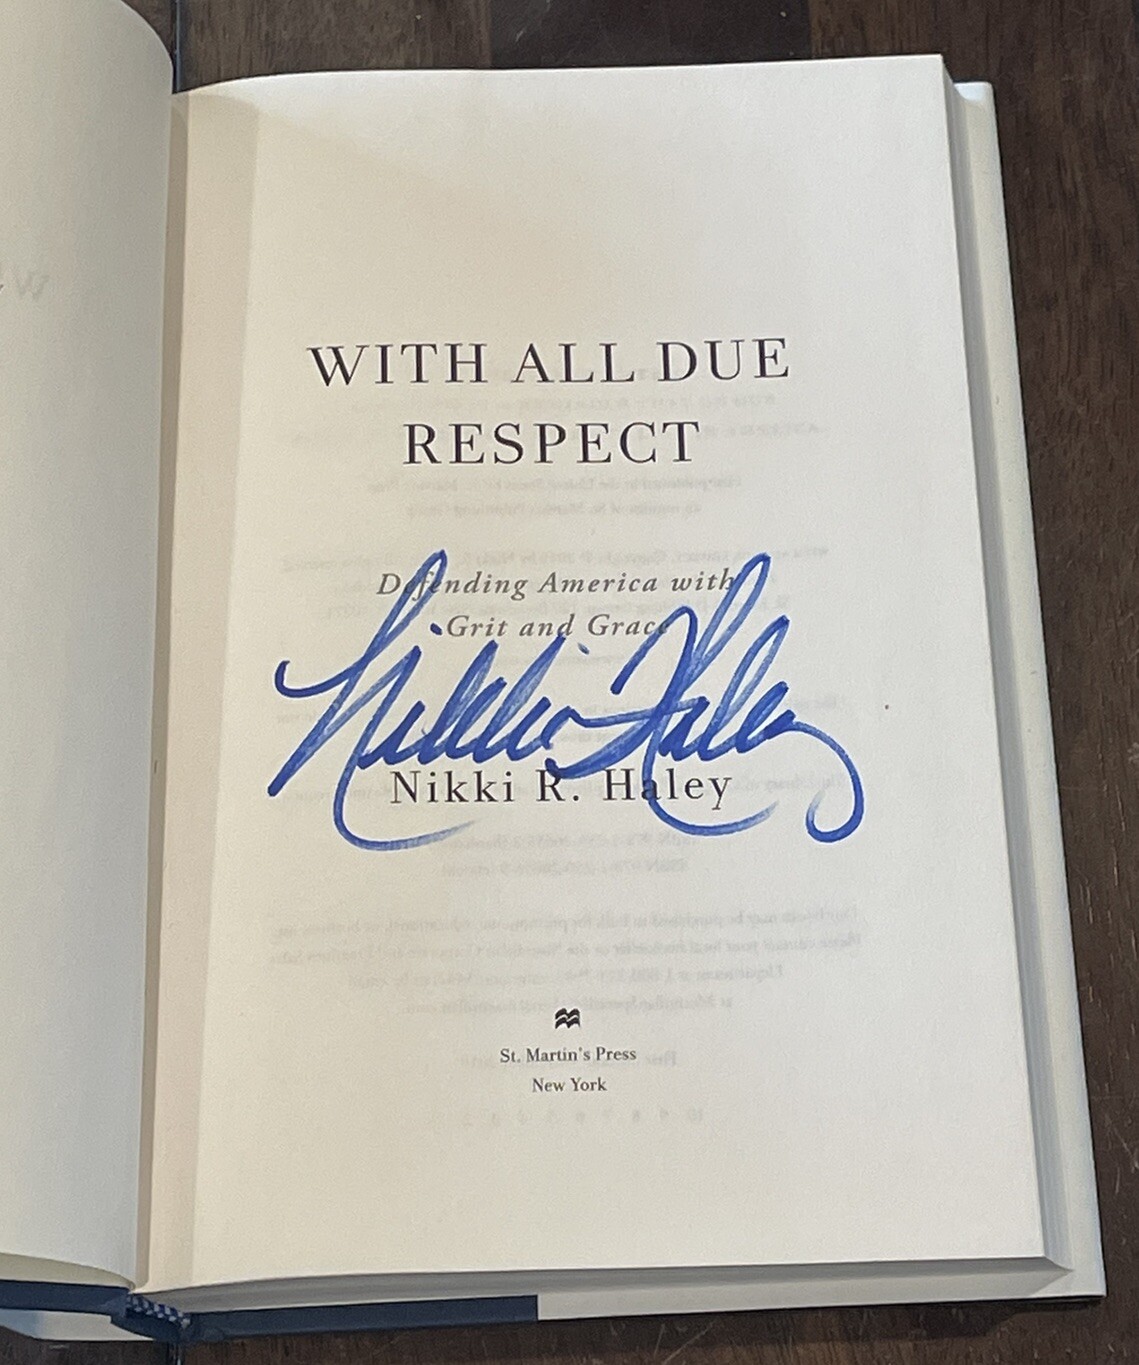 WITH ALL DUE
RESPECT
Defending America with
Grit and Grace
Nikki Haley
Nikki R. Haley
St. Martin's Press
New York